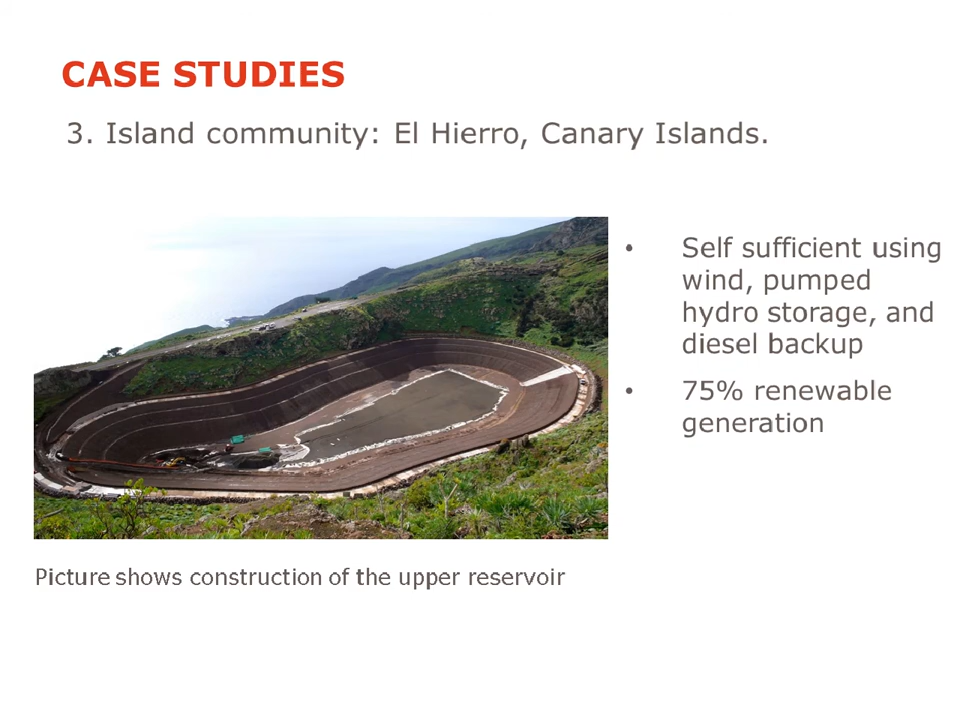 CASE STUDIES
3. Island community: El Hierro, Canary Islands.
• Self sufficient using
wind, pumped
hydro storage, and
diesel backup
• 75% renewable
generation
Picture shows construction of the upper reservoir